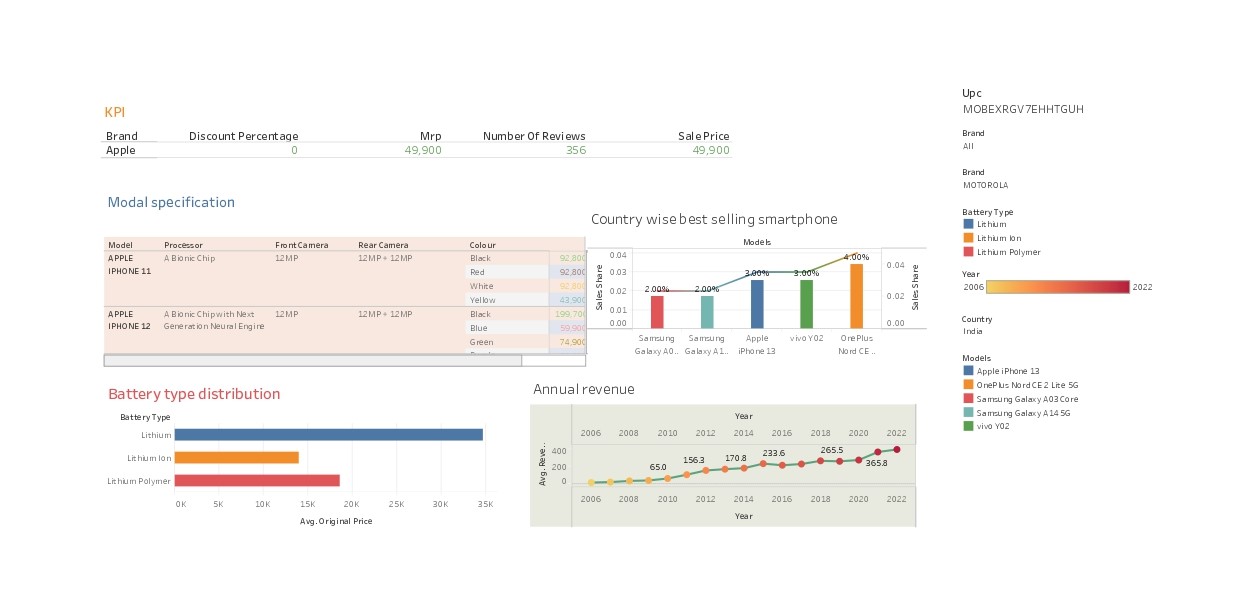 KPI
Brand Discount Percentage Mrp Number Of Reviews Sale Price
Apple 0 49,900 356 49,900
Modal specification
Model Processor Front Camera Rear Camera Colour
APPLE IPHONE 11 A Bionic Chip 12MP 12MP + 12MP Black 92,800
Red 92,800
White 92,800
Yellow 43,900
APPLE IPHONE 12 A Bionic Chip with Next Generation Neural Engine 12MP 12MP + 12MP Black 199,700
Blue 59,900
Green 74,900
Country wise best selling smartphone
Models
Sales Share
0.04
0.03
0.02
0.01
0.00
2.00% 2.00% 3.00% 3.00% 4.00%
Sales Share
0.04
0.02
0.00
Samsung Galaxy A0..
Samsung Galaxy A1..
Apple iPhone 13
vivo Y02
OnePlus Nord CE ..
Battery type distribution
Battery Type
Lithium
Lithium Ion
Lithium Polymer
0K 5K 10K 15K 20K 25K 30K 35K
Avg. Original Price
Annual revenue
Year
2006 2008 2010 2012 2014 2016 2018 2020 2022
Avg. Reve..
400
200
0
65.0 156.3 170.8 233.6 265.5 365.8
2006 2008 2010 2012 2014 2016 2018 2020 2022
Year
Upc
MOBEXRGV7EHHTGUH
Brand
All
Brand
MOTOROLA
Battery Type
Lithium
Lithium Ion
Lithium Polymer
Year
2006 2022
Country
India
Models
Apple iPhone 13
OnePlus Nord CE 2 Lite 5G
Samsung Galaxy A03 Core
Samsung Galaxy A14 5G
vivo Y02